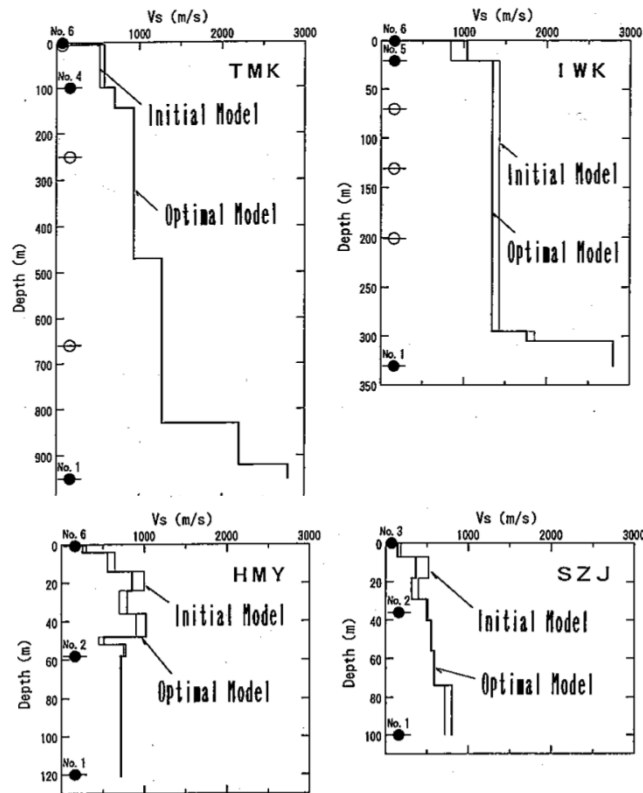 Vs (m/s)
No. 6 1000 2000 3000
0
TMK
No. 4
100
Initial Model
200
300
Optimal Model
400
Depth (m)
500
600
700
800
900
No. 1
Vs (m/s)
No. 6 1000 2000 3000
0
No. 5
IWK
50
100
Initial Model
150
Depth (m)
200
Optimal Model
250
300
No. 1
350
Vs (m/s)
No. 6 1000 2000 3000
0
HMY
20
Initial Model
40
No. 2
Optimal Model
60
Depth (m)
80
100
No. 1
120
Vs (m/s)
No. 3 1000 2000 3000
0
SZJ
20
No. 2
Initial Model
40
Depth (m)
60
Optimal Model
80
No. 1
100